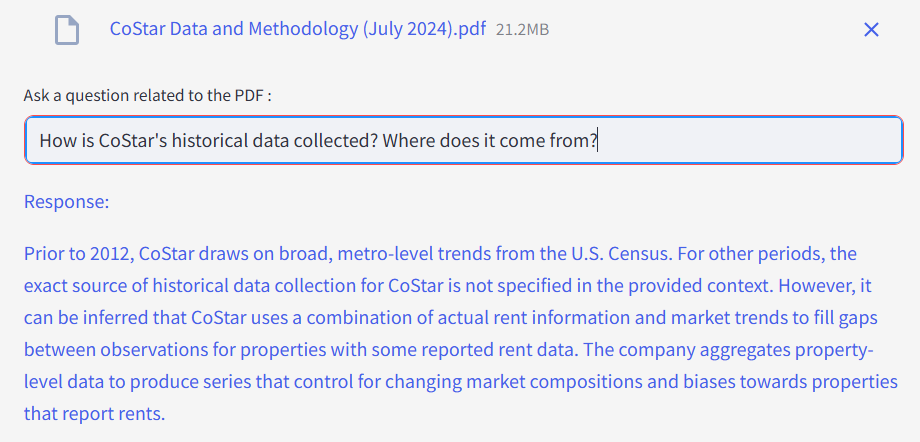 CoStar Data and Methodology (July 2024).pdf 21.2MB
Ask a question related to the PDF :
How is CoStar's historical data collected? Where does it come from?
Response:
Prior to 2012, CoStar draws on broad, metro-level trends from the U.S. Census. For other periods, the
exact source of historical data collection for CoStar is not specified in the provided context. However, it
can be inferred that CoStar uses a combination of actual rent information and market trends to fill gaps
between observations for properties with some reported rent data. The company aggregates property-
level data to produce series that control for changing market compositions and biases towards properties
that report rents.